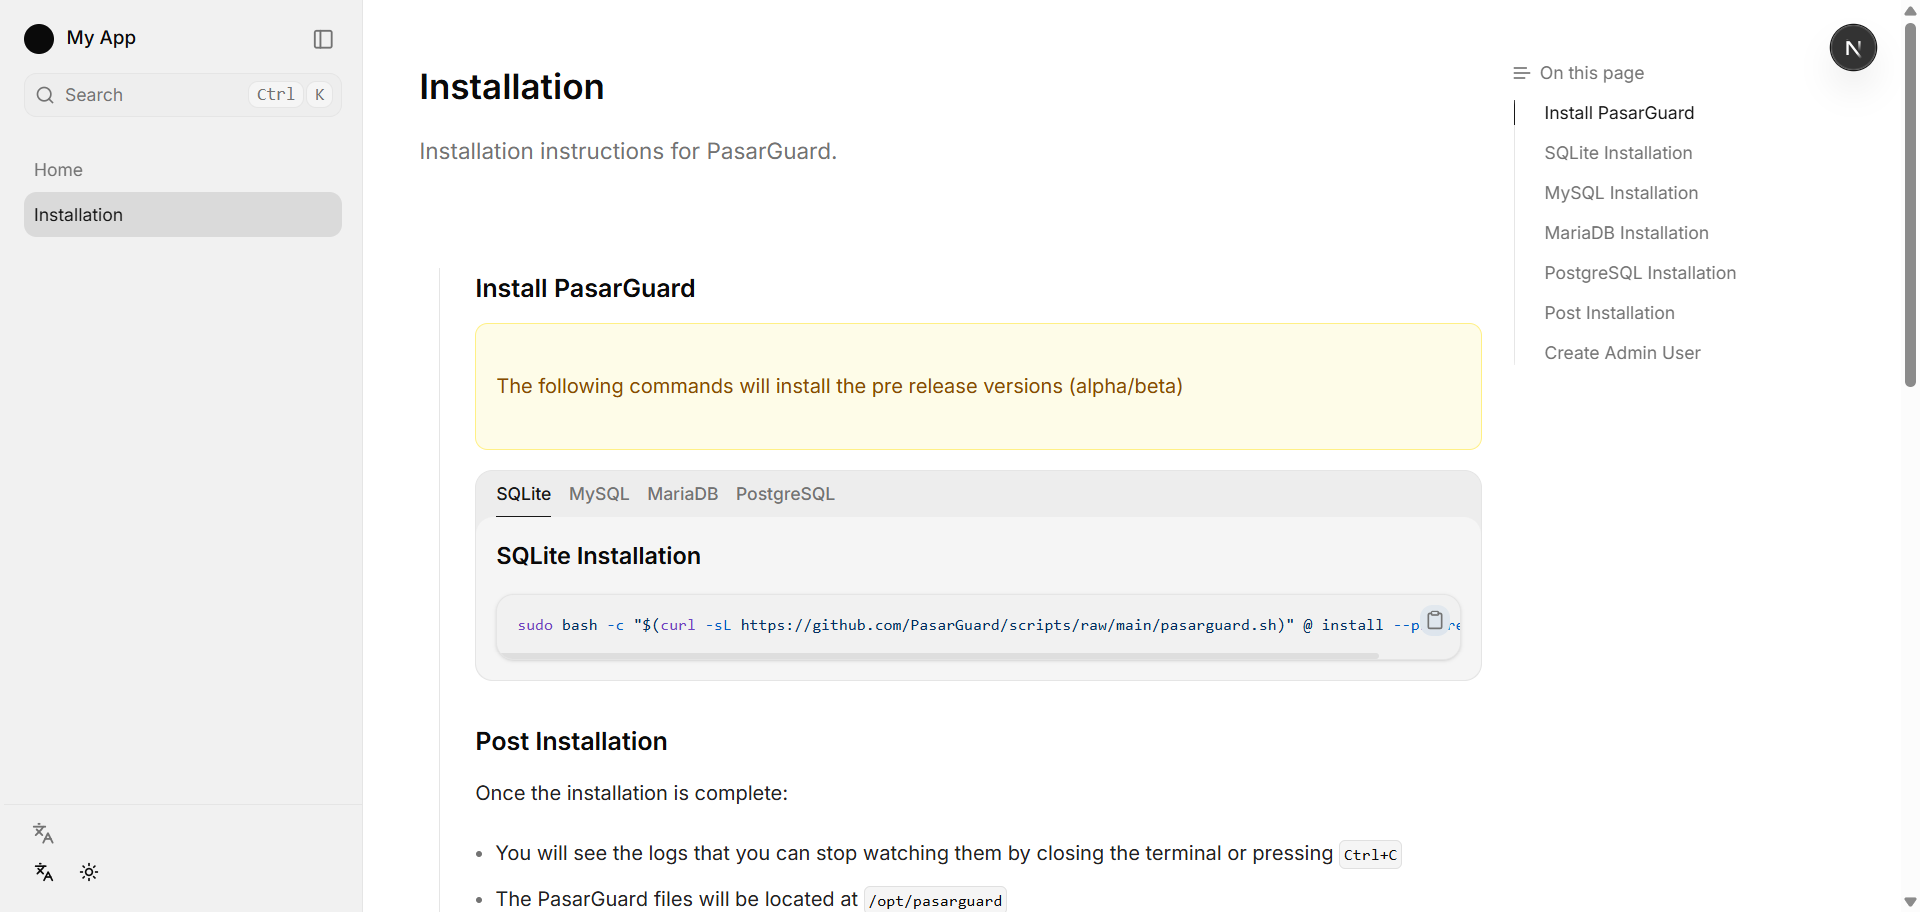 My App
Search
Ctrl K
Home
Installation
Installation
Installation instructions for PasarGuard.
Install PasarGuard
The following commands will install the pre release versions (alpha/beta)
SQLite MySQL MariaDB PostgreSQL
SQLite Installation
sudo bash -c "$(curl -sL https://github.com/PasarGuard/scripts/raw/main/pasarguard.sh)" @ install
Post Installation
Once the installation is complete:
• You will see the logs that you can stop watching them by closing the terminal or pressing Ctrl+C
• The PasarGuard files will be located at /opt/pasarguard
On this page
Install PasarGuard
SQLite Installation
MySQL Installation
MariaDB Installation
PostgreSQL Installation
Post Installation
Create Admin User
N